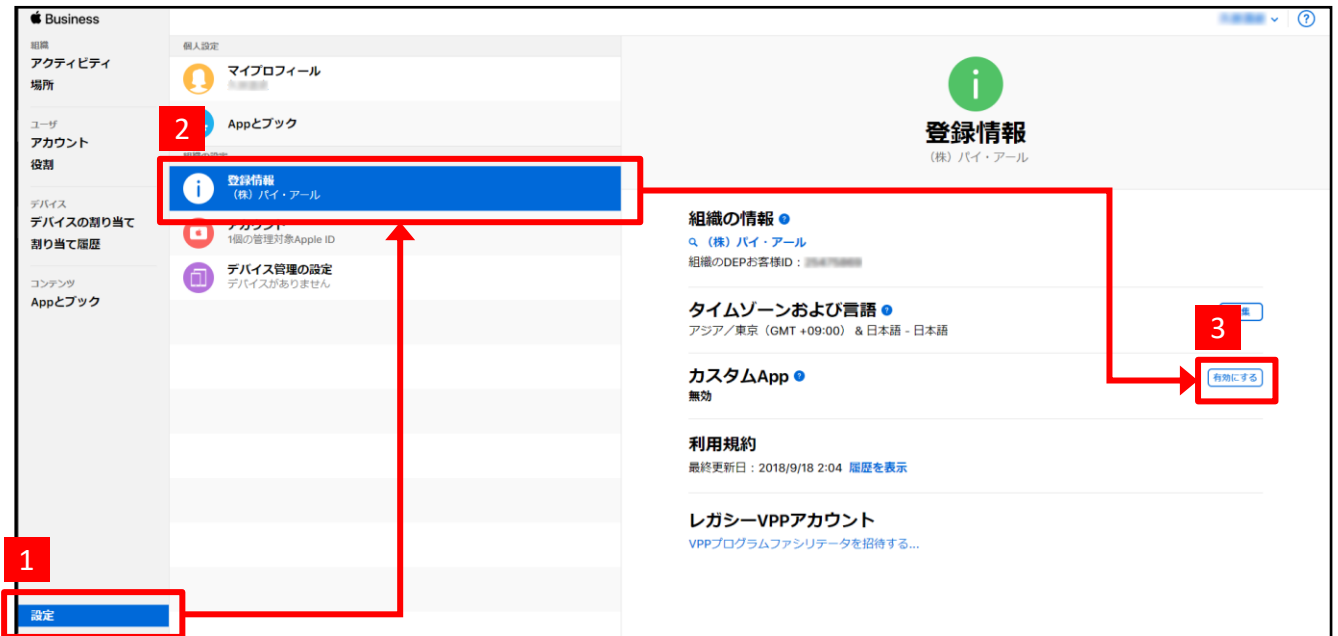 Business
組織
アクティビティ
場所
ユーザ
アカウント
役割
デバイス
デバイスの割り当て
割り当て履歴
コンテンツ
Appとブック
1
設定
個人設定
マイプロフィール
2
Appとブック
組織の設定
登録情報
(株) パイ・アール
アカウント
1個の管理対象Apple ID
デバイス管理の設定
デバイスがありません
?
登録情報
(株) パイ・アール
組織の情報
(株) パイ・アール
組織のDEPお客様ID:
タイムゾーンおよび言語
アジア/東京(GMT +09:00) & 日本語 - 日本語
集
3
カスタムApp
有効にする
無効
利用規約
最終更新日:2018/9/18 2:04 履歴を表示
レガシーVPPアカウント
VPPプログラムファシリテータを招待する...